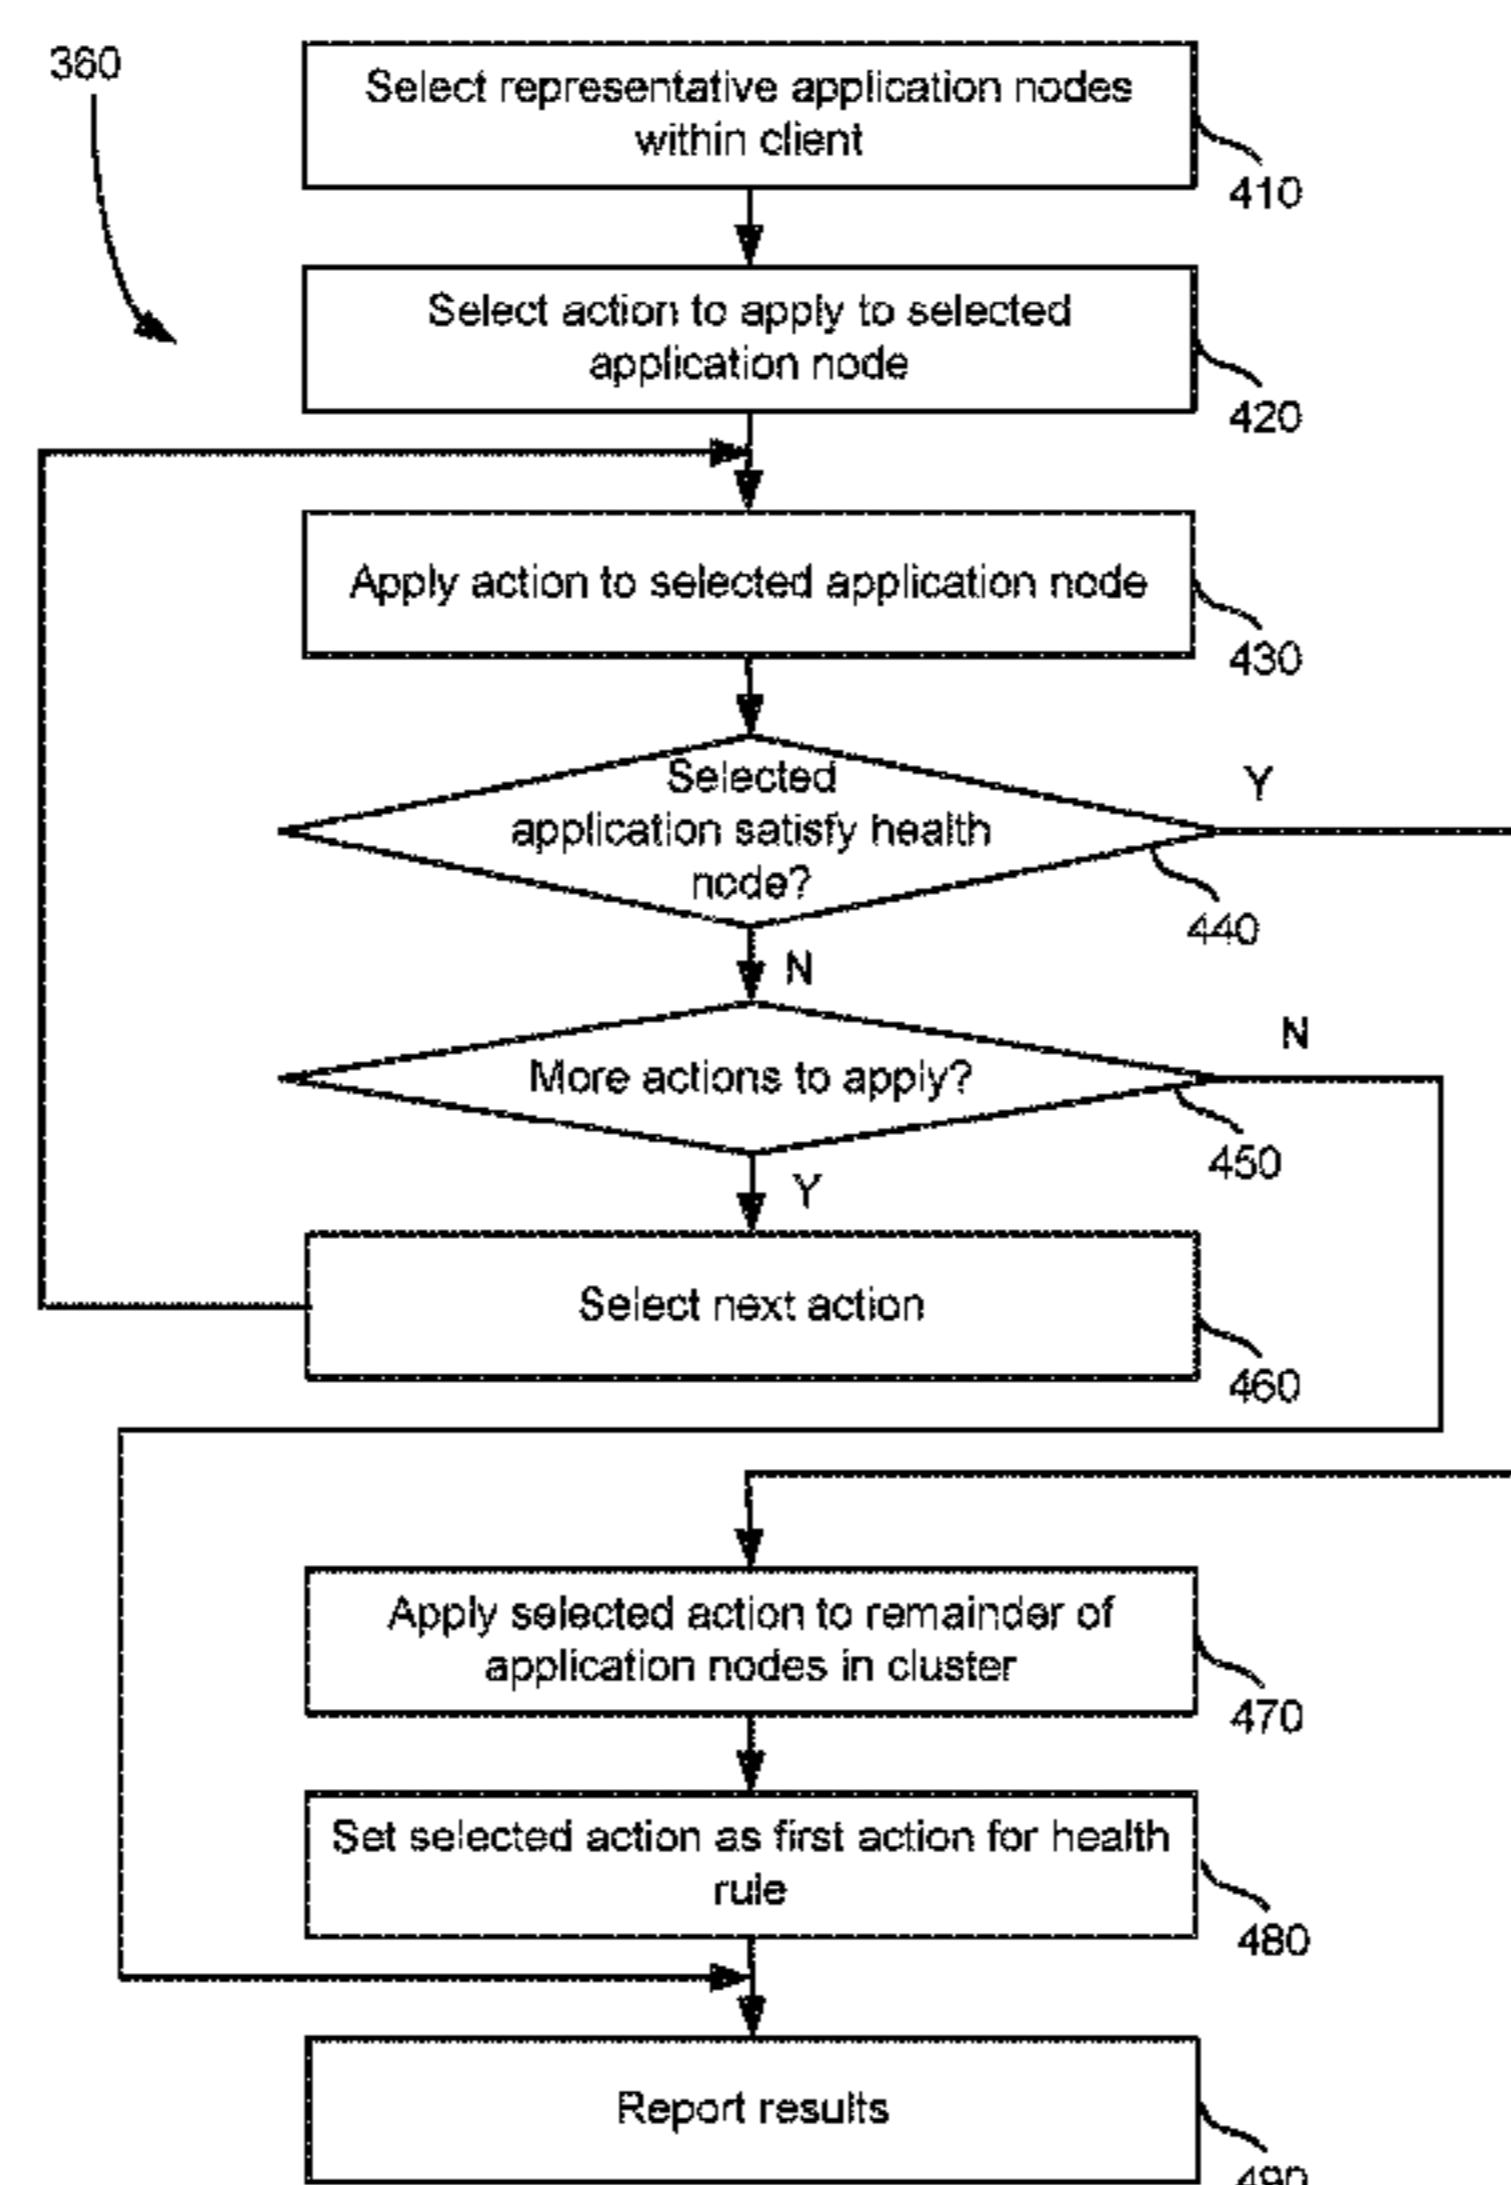 360
Select representative application nodes
within client
410
Select action to apply to selected
application node
420
Apply action to selected application node
430
Selected
application satisfy health
node?
Y
440
N
More actions to apply?
N
450
Y
Select next action
460
Apply selected action to remainder of
application nodes in cluster
470
Set selected action as first action for health
rule
480
Report results
490